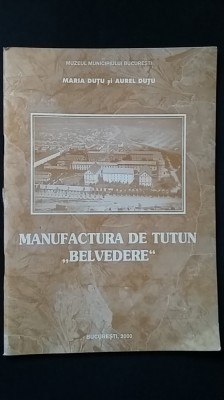 MUZEUL MUNICIPIULUI BUCUREȘTI
MARIA DUȚU și AUREL DUȚU
MANUFACTURA DE TUTUN
„BELVEDERE“
BUCUREȘTI, 2000